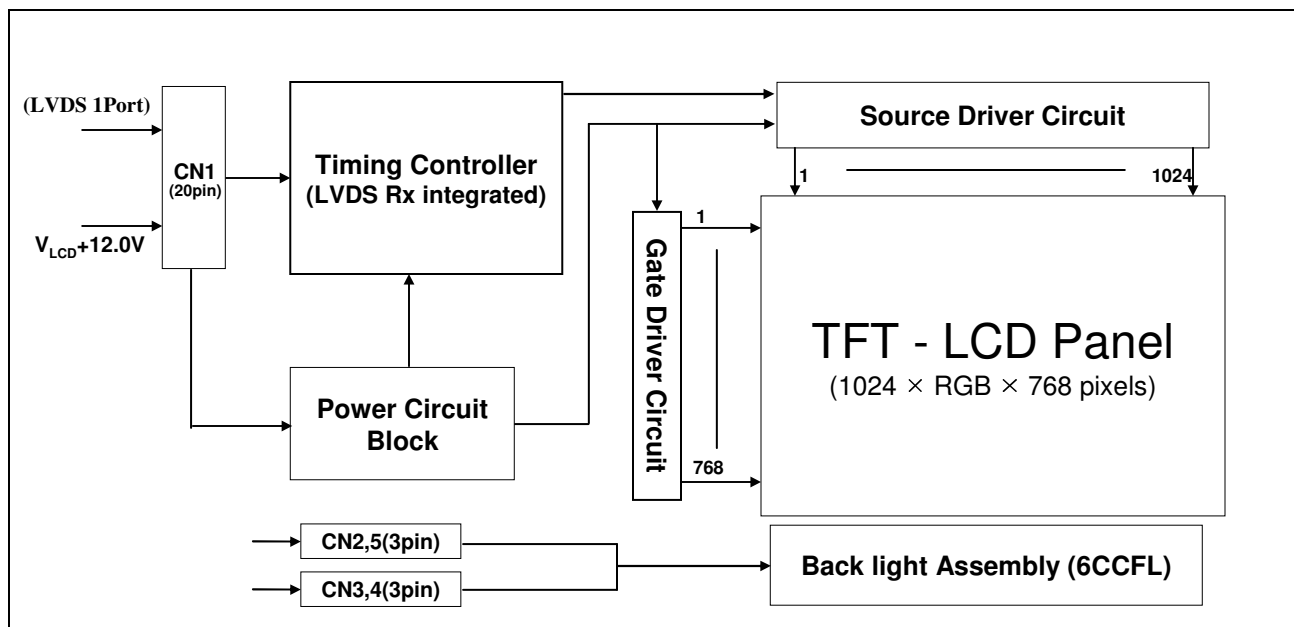 (LVDS 1Port)
CN1
(20pin)
V_LCD+12.0V
Timing Controller
(LVDS Rx integrated)
Power Circuit
Block
Source Driver Circuit
1
1024
Gate Driver Circuit
1
768
TFT - LCD Panel
(1024 × RGB × 768 pixels)
CN2,5(3pin)
CN3,4(3pin)
Back light Assembly (6CCFL)